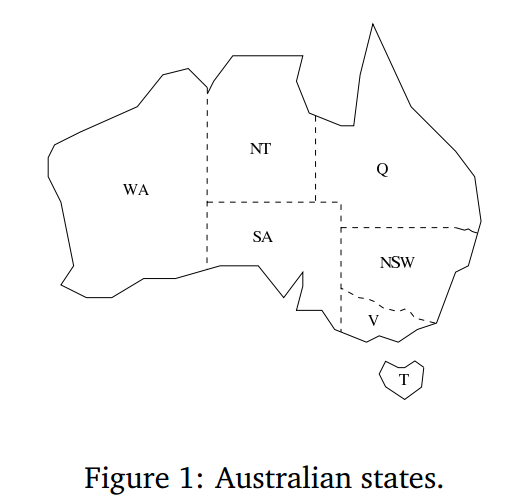 NT
Q
WA
SA
NSW
V
T
Figure 1: Australian states.